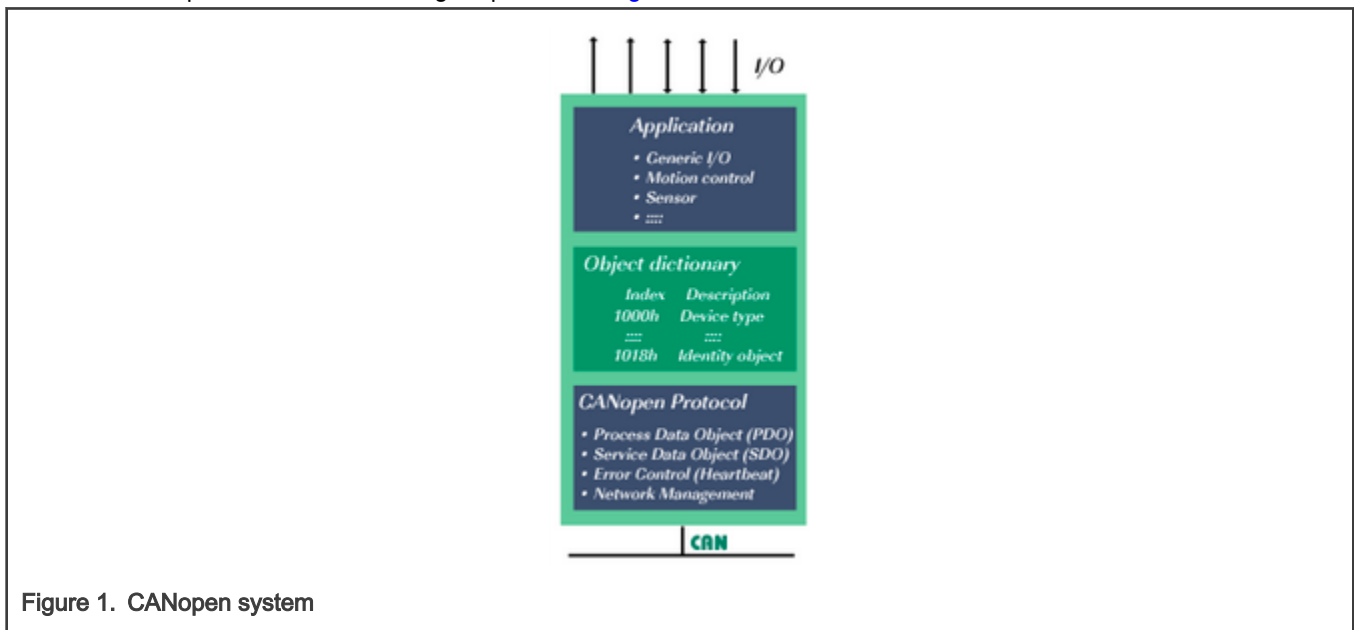 I/O
Application
• Generic I/O
• Motion control
• Sensor
• ::::
Object dictionary
Index Description
1000h Device type
:::: ::::
1018h Identity object
CANopen Protocol
• Process Data Object (PDO)
• Service Data Object (SDO)
• Error Control (Heartbeat)
• Network Management
CAN
Figure 1. CANopen system